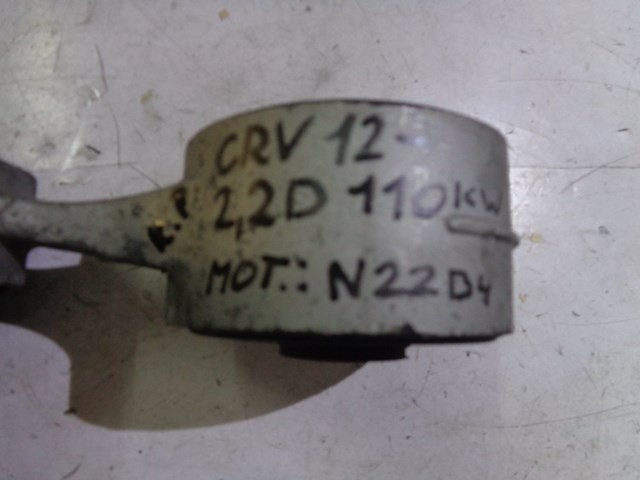 CRV 12-
2,2D 110KW
MOT.: N22D4